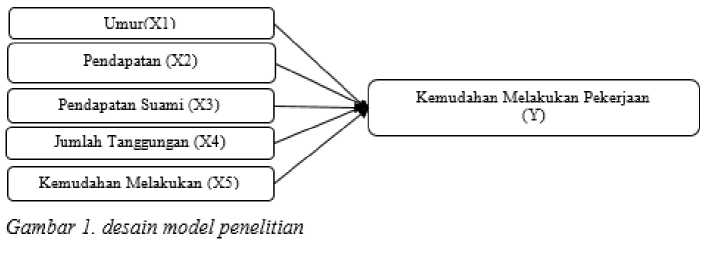 Umur(X1)
Pendapatan (X2)
Pendapatan Suami (X3)
Jumlah Tanggungan (X4)
Kemudahan Melakukan (X5)
Kemudahan Melakukan Pekerjaan
(Y)
Gambar 1. desain model penelitian